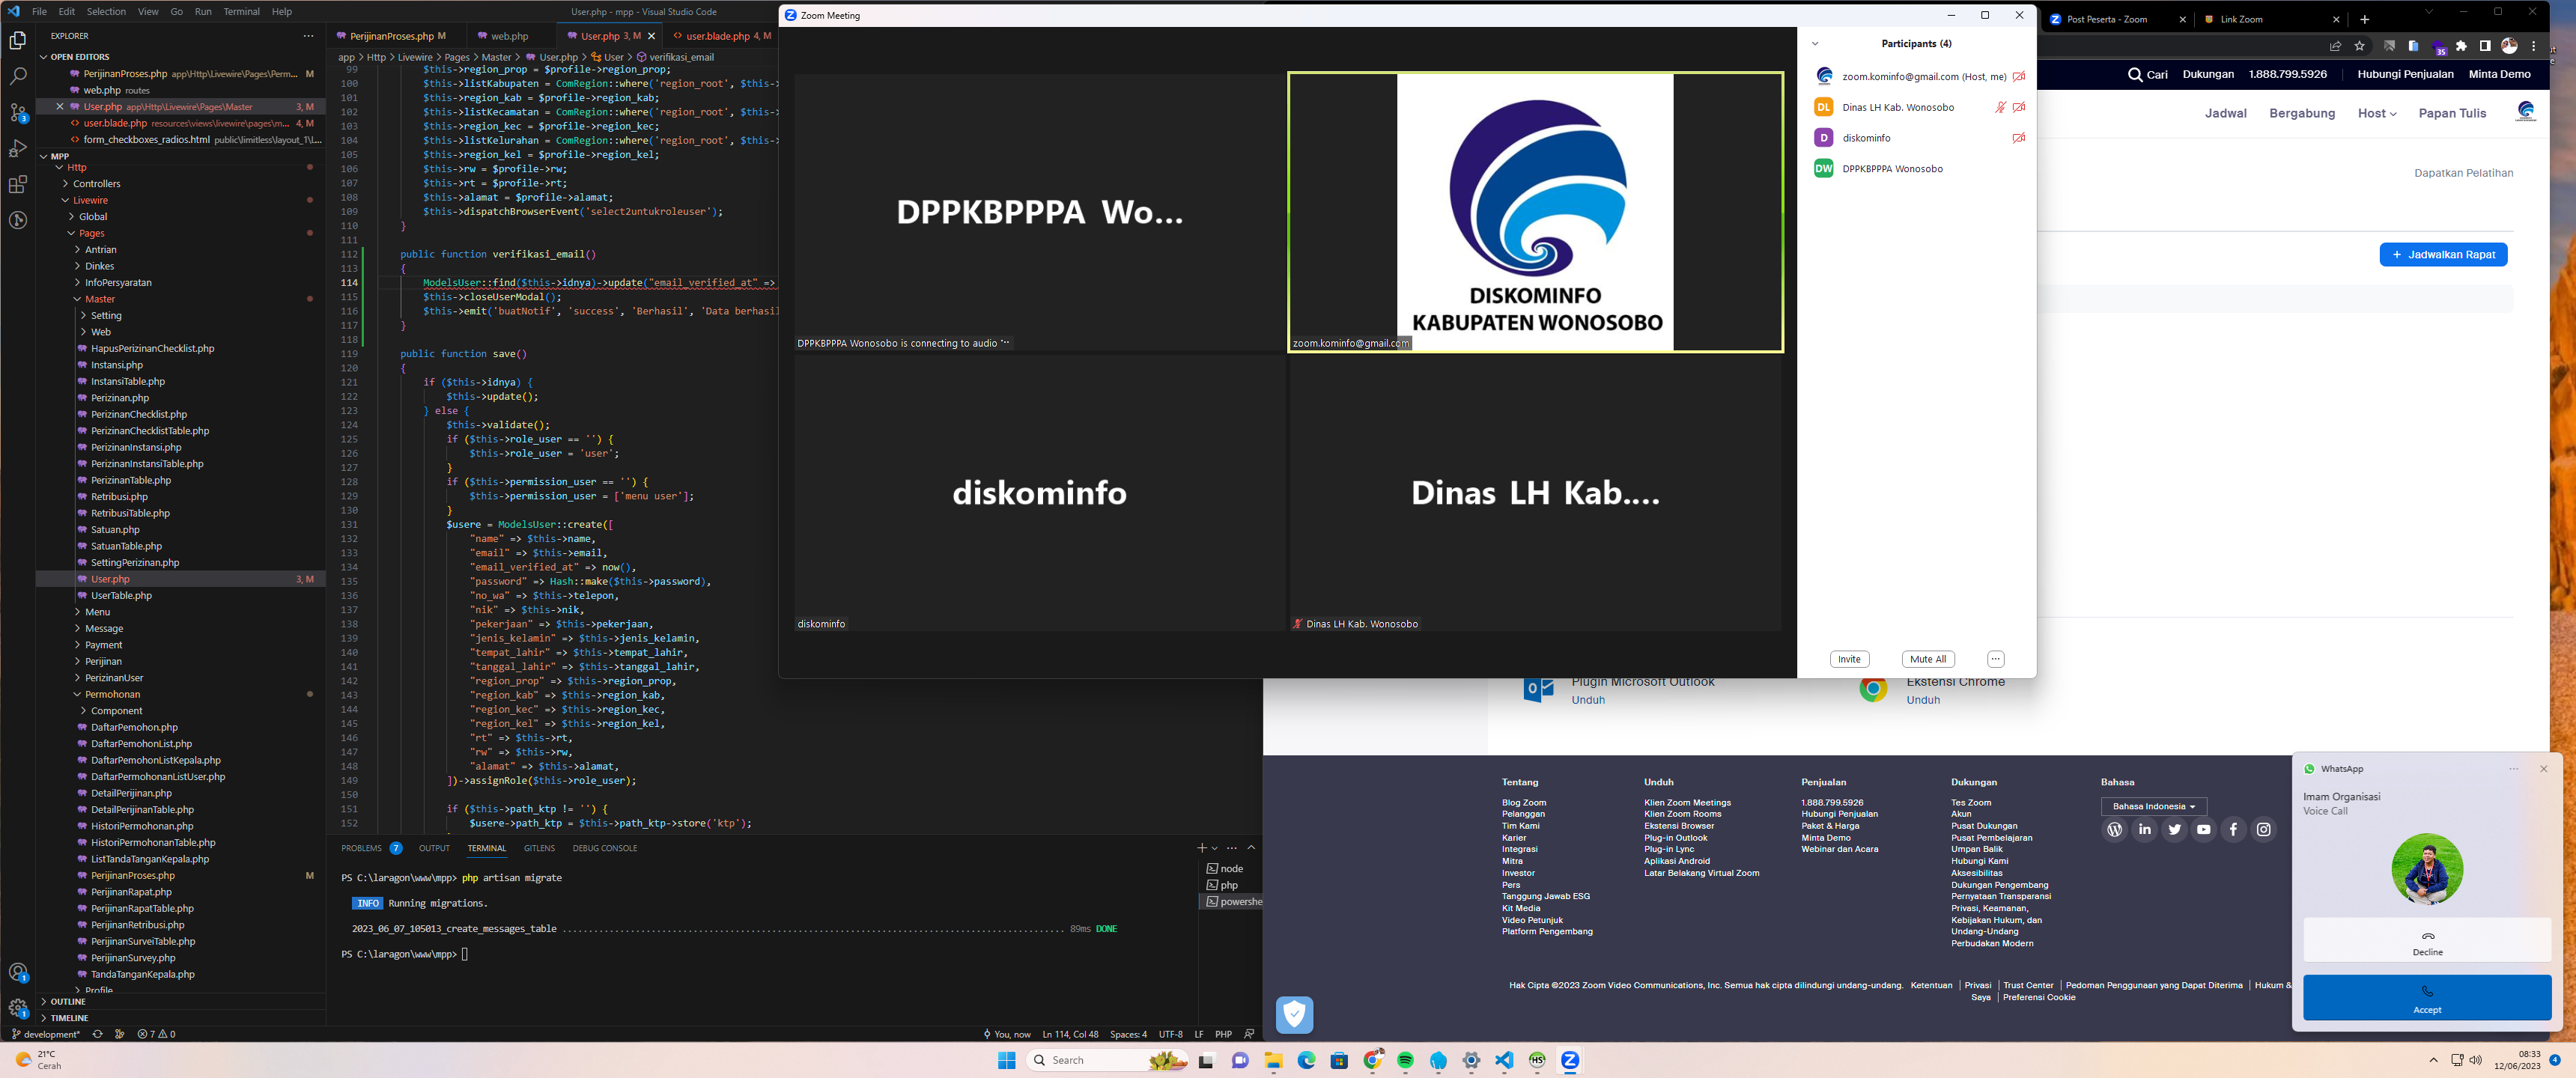 File Edit Selection View Go Run Terminal Help
User.php - mpp - Visual Studio Code
EXPLORER
OPEN EDITORS
PerijinanProses.php app\Http\Livewire\Pages\Perm... M
web.php routes
User.php app\Http\Livewire\Pages\Master 3, M
user.blade.php resources\views\livewire\pages\m... 4, M
form_checkboxes_radios.html public\limitless\layout_1\l...
MPP
Http
Controllers
Livewire
Global
Pages
Antrian
Dinkes
InfoPersyaratan
Master
Setting
Web
HapusPerizinanChecklist.php
Instansi.php
InstansiTable.php
Perizinan.php
PerizinanChecklist.php
PerizinanChecklistTable.php
PerizinanInstansi.php
PerizinanInstansiTable.php
PerizinanTable.php
Retribusi.php
RetribusiTable.php
Satuan.php
SatuanTable.php
SettingPerizinan.php
User.php 3, M
UserTable.php
Menu
Message
Payment
Perijinan
PerizinanUser
Permohonan
Component
DaftarPemohon.php
DaftarPemohonList.php
DaftarPemohonListKepala.php
DaftarPermohonanListUser.php
DetailPerijinan.php
DetailPerijinanTable.php
HistoriPermohonan.php
HistoriPermohonanTable.php
ListTandaTanganKepala.php
PerijinanProses.php M
PerijinanRapat.php
PerijinanRapatTable.php
PerijinanRetribusi.php
PerijinanSurveiTable.php
PerijinanSurvey.php
TandaTanganKepala.php
Profile
OUTLINE
TIMELINE
development* 7 0
PerijinanProses.php M web.php User.php 3, M user.blade.php 4, M
app > Http > Livewire > Pages > Master > User.php > User > verifikasi_email
99 $this->region_prop = $profile->region_prop;
100 $this->listKabupaten = ComRegion::where('region_root', $this->
101 $this->region_kab = $profile->region_kab;
102 $this->listKecamatan = ComRegion::where('region_root', $this->
103 $this->region_kec = $profile->region_kec;
104 $this->listKelurahan = ComRegion::where('region_root', $this->
105 $this->region_kel = $profile->region_kel;
106 $this->rw = $profile->rw;
107 $this->rt = $profile->rt;
108 $this->alamat = $profile->alamat;
109 $this->dispatchBrowserEvent('select2untukroleuser');
110 }
111
112 public function verifikasi_email()
113 {
114 ModelsUser::find($this->idnya)->update("email_verified_at" =>
115 $this->closeUserModal();
116 $this->emit('buatNotif', 'success', 'Berhasil', 'Data berhasil
117 }
118
119 public function save()
120 {
121 if ($this->idnya) {
122 $this->update();
123 } else {
124 $this->validate();
125 if ($this->role_user == '') {
126 $this->role_user = 'user';
127 }
128 if ($this->permission_user == '') {
129 $this->permission_user = ['menu user'];
130 }
131 $usere = ModelsUser::create([
132 "name" => $this->name,
133 "email" => $this->email,
134 "email_verified_at" => now(),
135 "password" => Hash::make($this->password),
136 "no_wa" => $this->telepon,
137 "nik" => $this->nik,
138 "pekerjaan" => $this->pekerjaan,
139 "jenis_kelamin" => $this->jenis_kelamin,
140 "tempat_lahir" => $this->tempat_lahir,
141 "tanggal_lahir" => $this->tanggal_lahir,
142 "region_prop" => $this->region_prop,
143 "region_kab" => $this->region_kab,
144 "region_kec" => $this->region_kec,
145 "region_kel" => $this->region_kel,
146 "rt" => $this->rt,
147 "rw" => $this->rw,
148 "alamat" => $this->alamat,
149 ])->assignRole($this->role_user);
150
151 if ($this->path_ktp != '') {
152 $usere->path_ktp = $this->path_ktp->store('ktp');
PROBLEMS 7 OUTPUT TERMINAL GITLENS DEBUG CONSOLE
PS C:\laragon\www\mpp> php artisan migrate
INFO Running migrations.
2023_06_07_105013_create_messages_table ........ 89ms DONE
PS C:\laragon\www\mpp>
node
php
powershe
You, now Ln 114, Col 48 Spaces: 4 UTF-8 LF PHP
Zoom Meeting
DPPKBPPPA Wo...
DPPKBPPPA Wonosobo is connecting to audio
DISKOMINFO
KABUPATEN WONOSOBO
zoom.kominfo@gmail.com
diskominfo
diskominfo
Dinas LH Kab....
Dinas LH Kab. Wonosobo
Participants (4)
zoom.kominfo@gmail.com (Host, me)
DL Dinas LH Kab. Wonosobo
D diskominfo
DW DPPKBPPPA Wonosobo
Invite Mute All
Post Peserta - Zoom Link Zoom
35
Cari Dukungan 1.888.799.5926 Hubungi Penjualan Minta Demo
Jadwal Bergabung Host Papan Tulis
Dapatkan Pelatihan
+ Jadwalkan Rapat
Plugin Microsoft Outlook
Unduh
Ekstensi Chrome
Unduh
Tentang
Blog Zoom
Pelanggan
Tim Kami
Karier
Integrasi
Mitra
Investor
Pers
Tanggung Jawab ESG
Kit Media
Video Petunjuk
Platform Pengembang
Unduh
Klien Zoom Meetings
Klien Zoom Rooms
Ekstensi Browser
Plug-in Outlook
Plug-in Lync
Aplikasi Android
Latar Belakang Virtual Zoom
Penjualan
1.888.799.5926
Hubungi Penjualan
Paket & Harga
Minta Demo
Webinar dan Acara
Dukungan
Tes Zoom
Akun
Pusat Dukungan
Pusat Pembelajaran
Umpan Balik
Hubungi Kami
Aksesibilitas
Dukungan Pengembang
Pernyataan Transparansi
Privasi, Keamanan,
Kebijakan Hukum, dan
Undang-Undang
Perbudakan Modern
Bahasa
Bahasa Indonesia
Hak Cipta ©2023 Zoom Video Communications, Inc. Semua hak cipta dilindungi undang-undang. Ketentuan | Privasi | Trust Center | Pedoman Penggunaan yang Dapat Diterima | Hukum &
Saya | Preferensi Cookie
WhatsApp
Imam Organisasi
Voice Call
Decline
Accept
21°C
Cerah
Search
08:33
12/06/2023
4